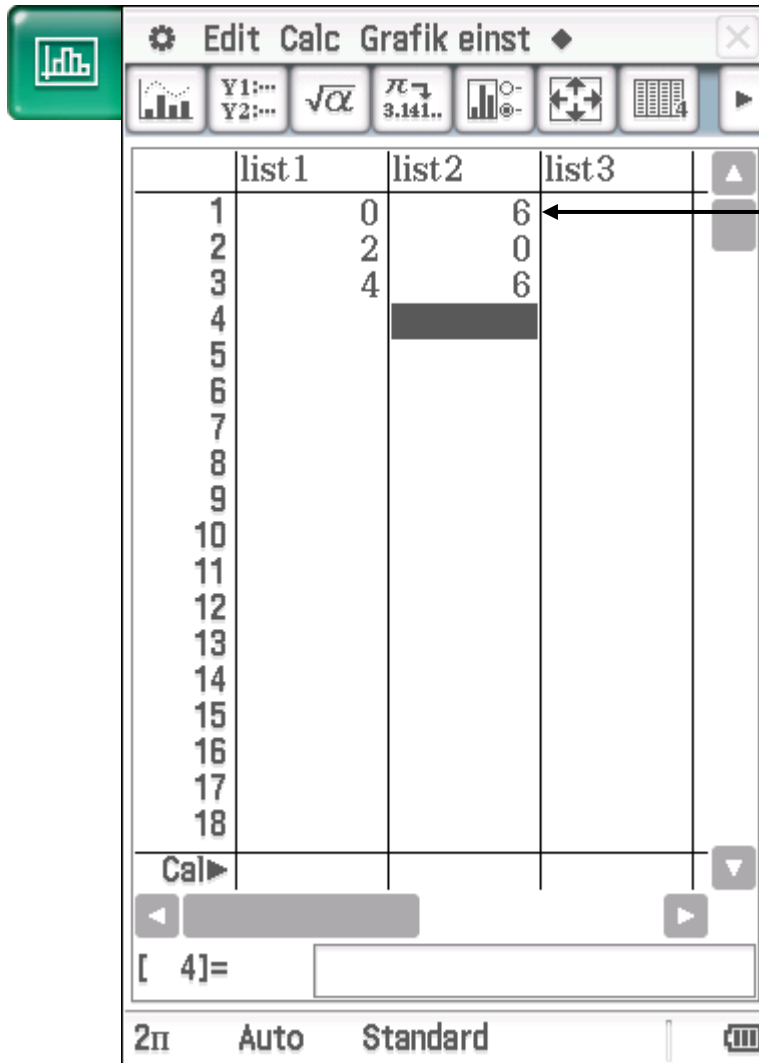 Edit Calc Grafik einst ◆
Y1:… Y2:… √α π 3.141.. 4
list1 list2 list3
1 0 6
2 2 0
3 4 6
4
5
6
7
8
9
10
11
12
13
14
15
16
17
18
Cal▶
[ 4]=
2π Auto Standard